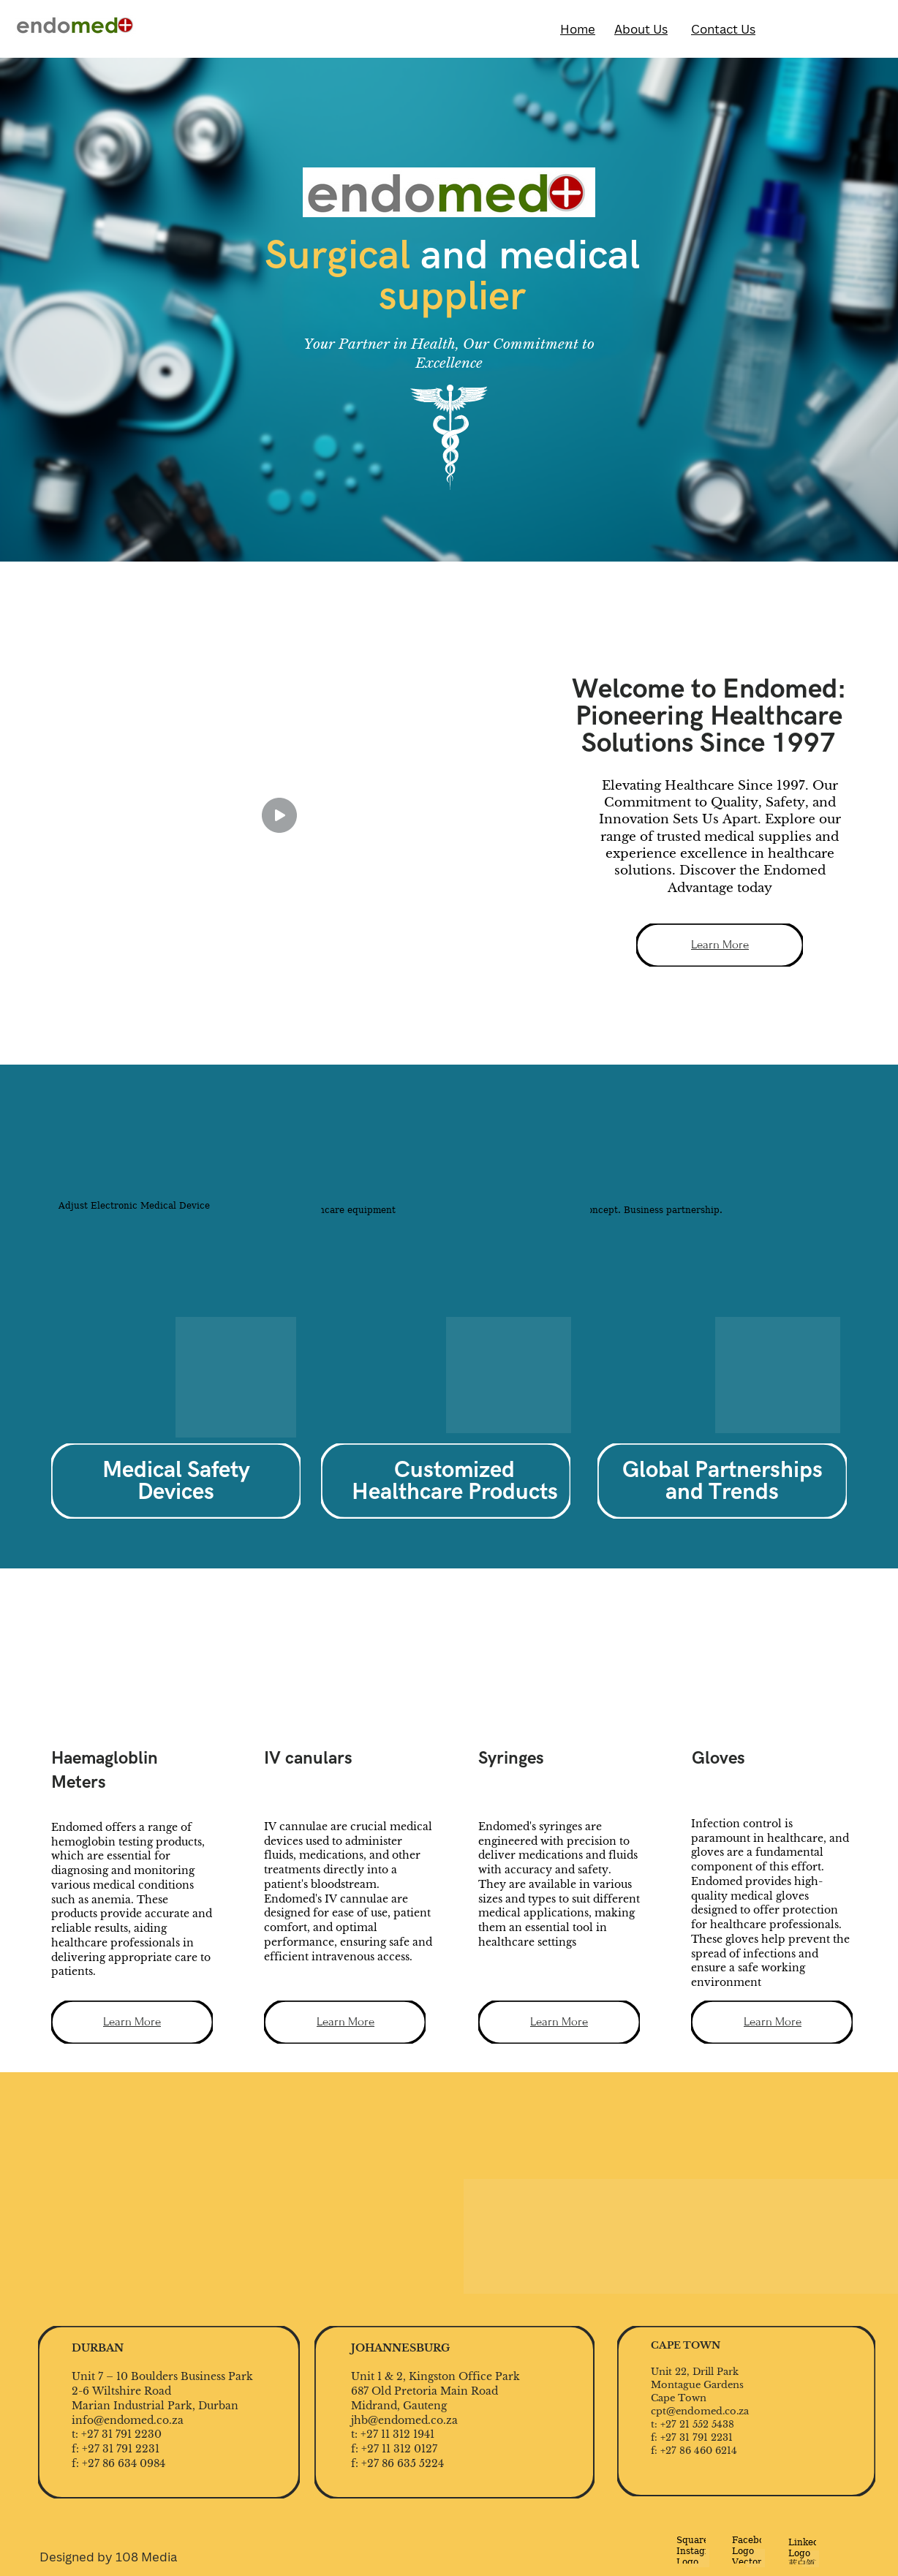 endomed
Home
About Us
Contact Us
endomed
Surgical and medical
supplier
Your Partner in Health, Our Commitment to
Excellence
Welcome to Endomed:
Pioneering Healthcare
Solutions Since 1997
Elevating Healthcare Since 1997. Our
Commitment to Quality, Safety, and
Innovation Sets Us Apart. Explore our
range of trusted medical supplies and
experience excellence in healthcare
solutions. Discover the Endomed
Advantage today
Learn More
Adjust Electronic Medical Device
equipment
Business partnership.
Medical Safety
Devices
Customized
Healthcare Products
Global Partnerships
and Trends
Haemagloblin
Meters
Endomed offers a range of
hemoglobin testing products,
which are essential for
diagnosing and monitoring
various medical conditions
such as anemia. These
products provide accurate and
reliable results, aiding
healthcare professionals in
delivering appropriate care to
patients.
Learn More
IV canulars
IV cannulae are crucial medical
devices used to administer
fluids, medications, and other
treatments directly into a
patient's bloodstream.
Endomed's IV cannulae are
designed for ease of use, patient
comfort, and optimal
performance, ensuring safe and
efficient intravenous access.
Learn More
Syringes
Endomed's syringes are
engineered with precision to
deliver medications and fluids
with accuracy and safety.
They are available in various
sizes and types to suit different
medical applications, making
them an essential tool in
healthcare settings
Learn More
Gloves
Infection control is
paramount in healthcare, and
gloves are a fundamental
component of this effort.
Endomed provides high-
quality medical gloves
designed to offer protection
for healthcare professionals.
These gloves help prevent the
spread of infections and
ensure a safe working
environment
Learn More
DURBAN
Unit 7 – 10 Boulders Business Park
2-6 Wiltshire Road
Marian Industrial Park, Durban
info@endomed.co.za
t: +27 31 791 2230
f: +27 31 791 2231
f: +27 86 634 0984
JOHANNESBURG
Unit 1 & 2, Kingston Office Park
687 Old Pretoria Main Road
Midrand, Gauteng
jhb@endomed.co.za
t: +27 11 312 1941
f: +27 11 312 0127
f: +27 86 635 5224
CAPE TOWN
Unit 22, Drill Park
Montague Gardens
Cape Town
cpt@endomed.co.za
t: +27 21 552 5438
f: +27 31 791 2231
f: +27 86 460 6214
Designed by 108 Media
Square
Logo
Logo
Vector
Logo